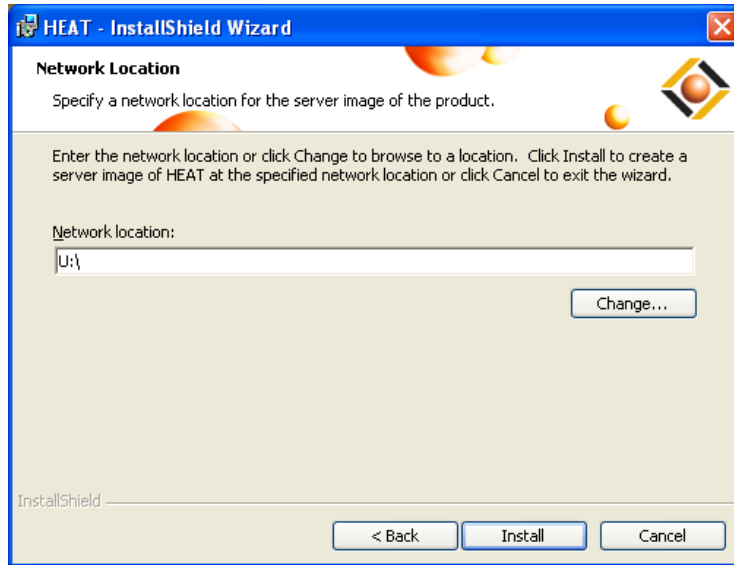 HEAT - InstallShield Wizard
Network Location
Specify a network location for the server image of the product.
Enter the network location or click Change to browse to a location.  Click Install to create a
server image of HEAT at the specified network location or click Cancel to exit the wizard.
Network location:
U:\
Change...
InstallShield
< Back
Install
Cancel